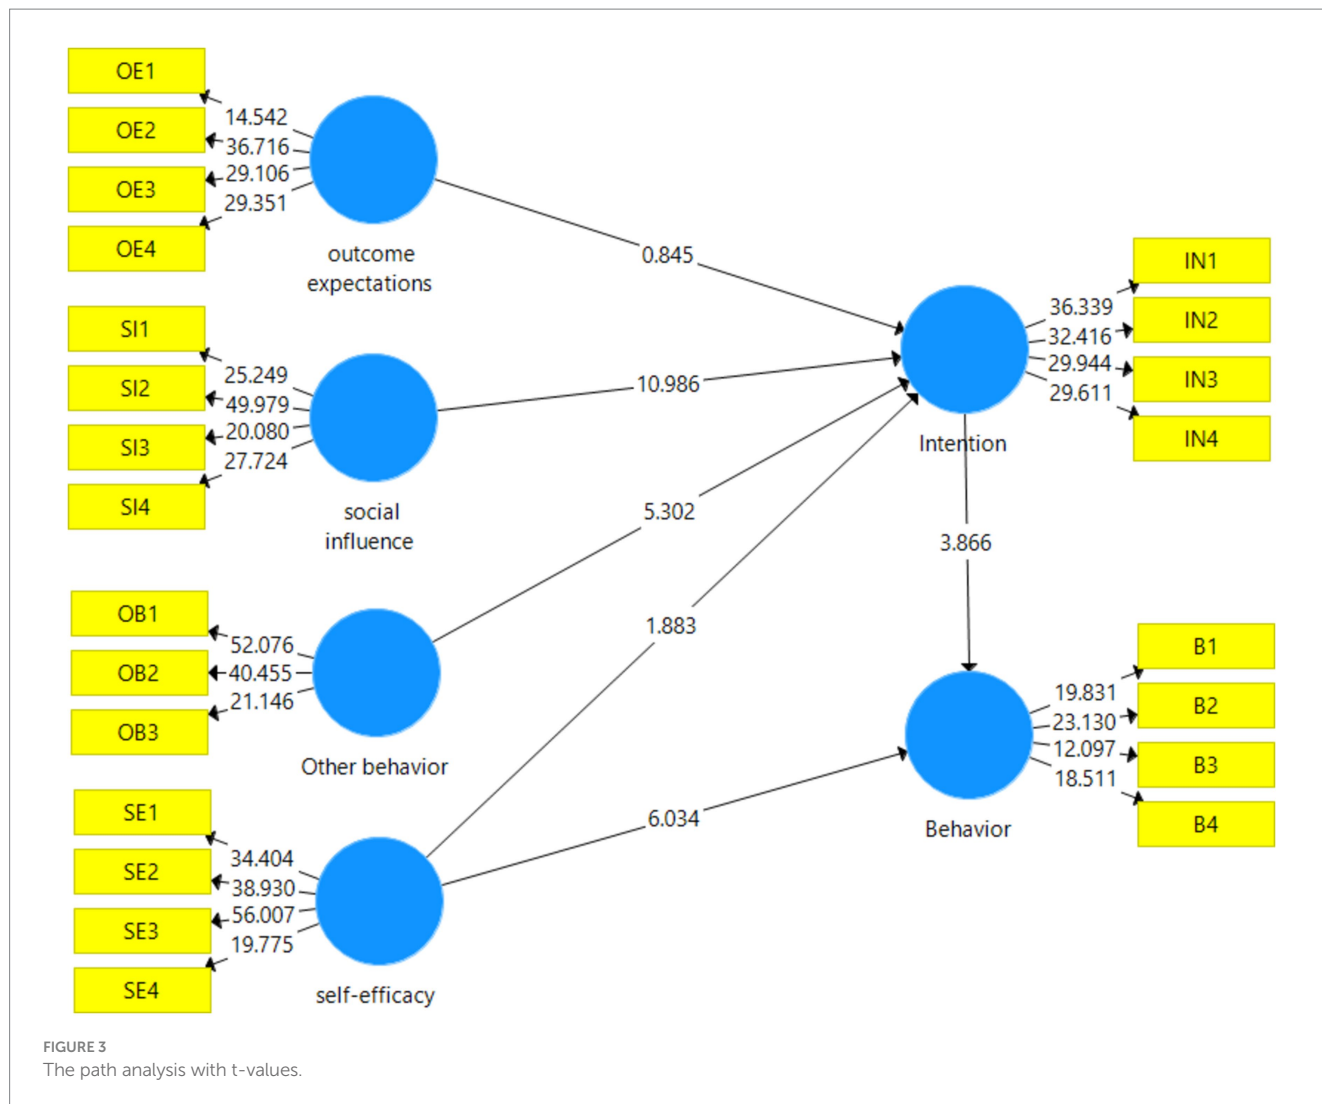 OE1
14.542
OE2
36.716
29.106
OE3
29.351
OE4
outcome
expectations
0.845
SI1
25.249
SI2
49.979
20.080
SI3
27.724
SI4
social
influence
10.986
OB1
52.076
OB2
40.455
21.146
OB3
Other behavior
5.302
SE1
34.404
SE2
38.930
56.007
SE3
19.775
SE4
self-efficacy
1.883
6.034
IN1
36.339
IN2
32.416
29.944
IN3
29.611
IN4
Intention
3.866
B1
19.831
B2
23.130
12.097
B3
18.511
B4
Behavior
FIGURE 3
The path analysis with t-values.